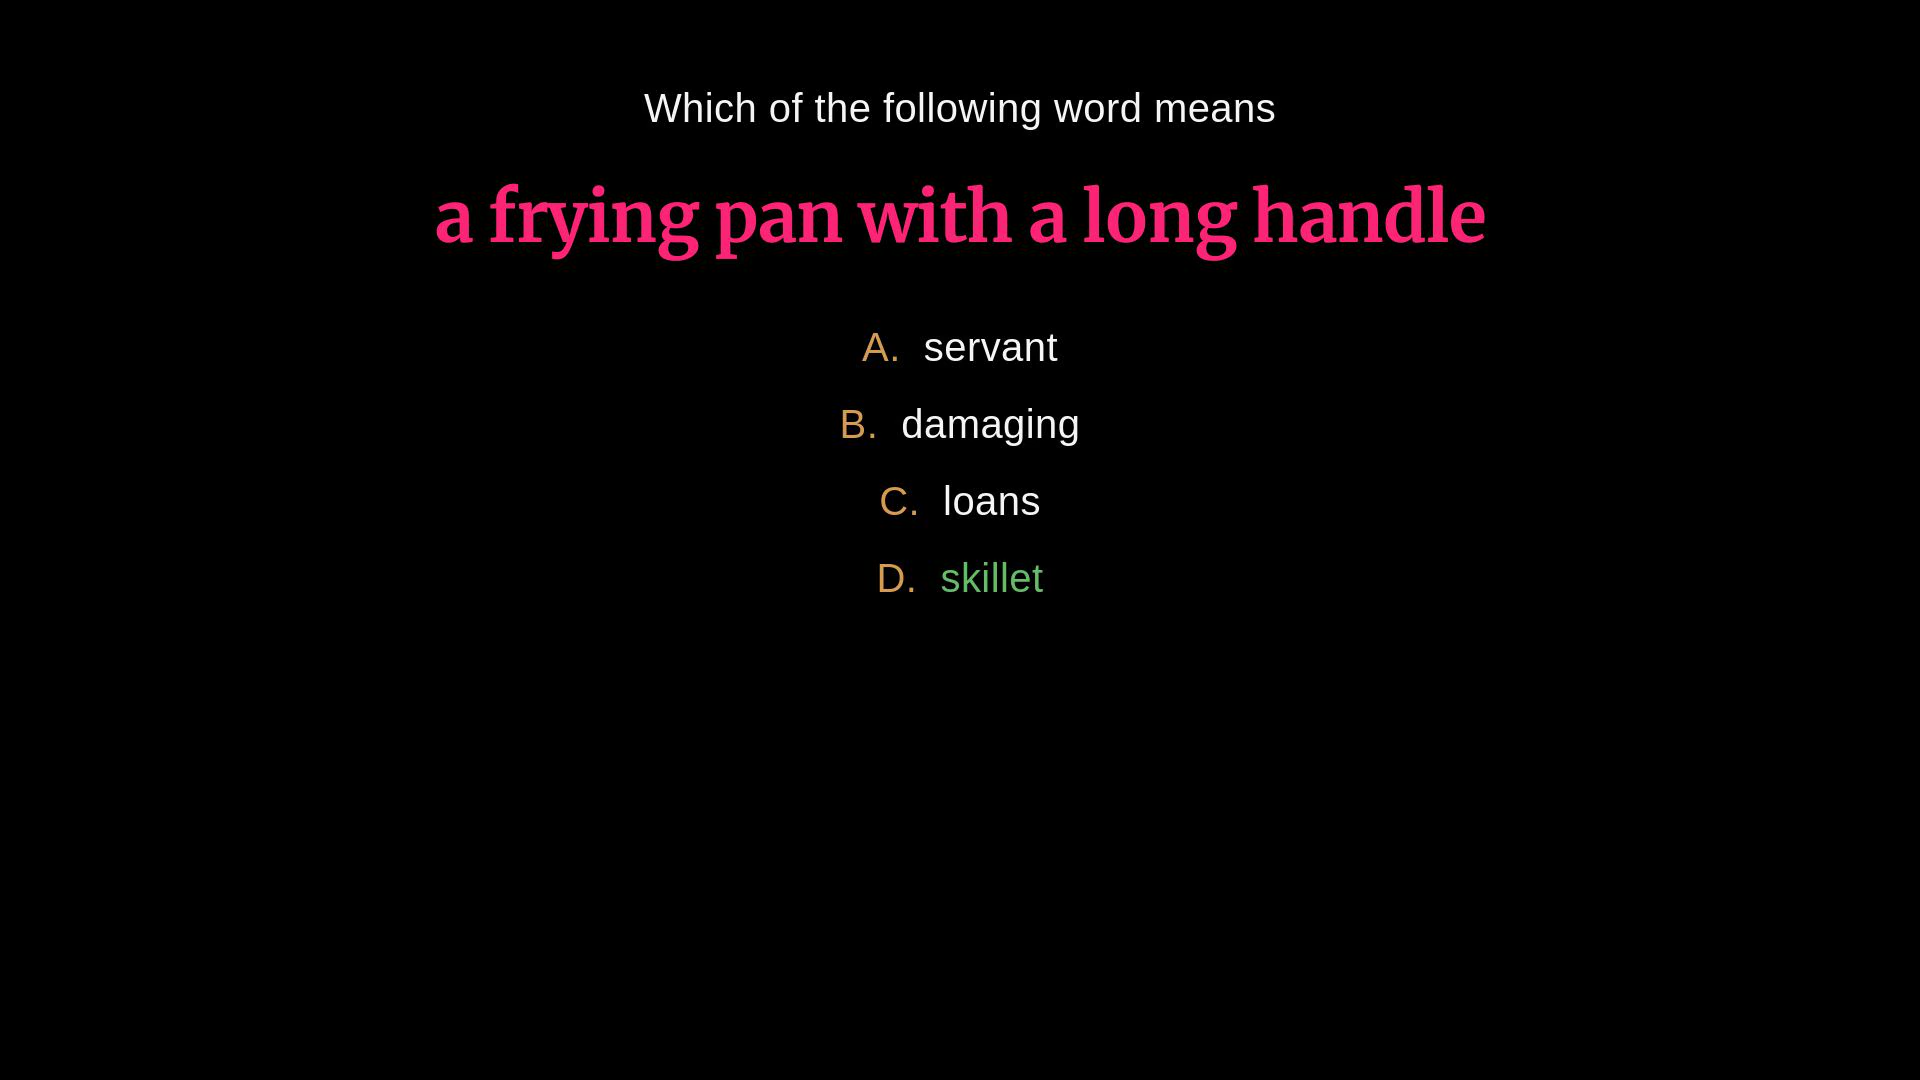 Which of the following word means
a frying pan with a long handle
A. servant
B. damaging
C. loans
D. skillet